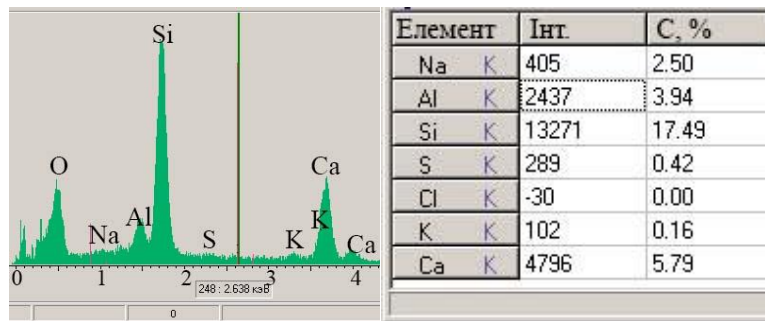 Si
O
Ca
Al
K
Na
S
K
Ca
0 1 2 3 4
248 : 2.638 кэВ
0
Елемент Інт. C, %
Na K 405 2.50
Al K 2437 3.94
Si K 13271 17.49
S K 289 0.42
Cl K -30 0.00
K K 102 0.16
Ca K 4796 5.79